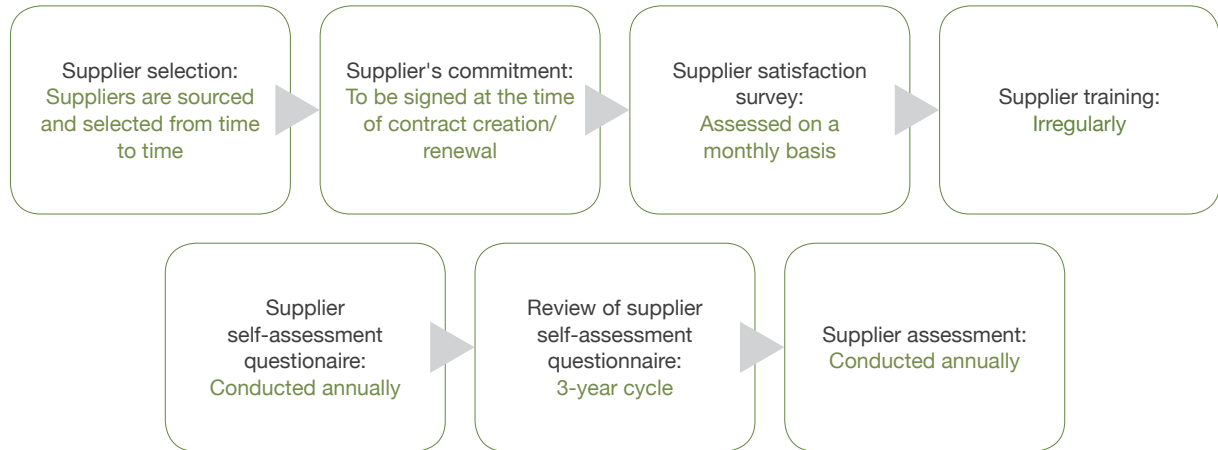 Supplier selection:
Suppliers are sourced
and selected from time
to time
Supplier's commitment:
To be signed at the time
of contract creation/
renewal
Supplier satisfaction
survey:
Assessed on a
monthly basis
Supplier training:
Irregularly
Supplier
self-assessment
questionaire:
Conducted annually
Review of supplier
self-assessment
questionnaire:
3-year cycle
Supplier assessment:
Conducted annually